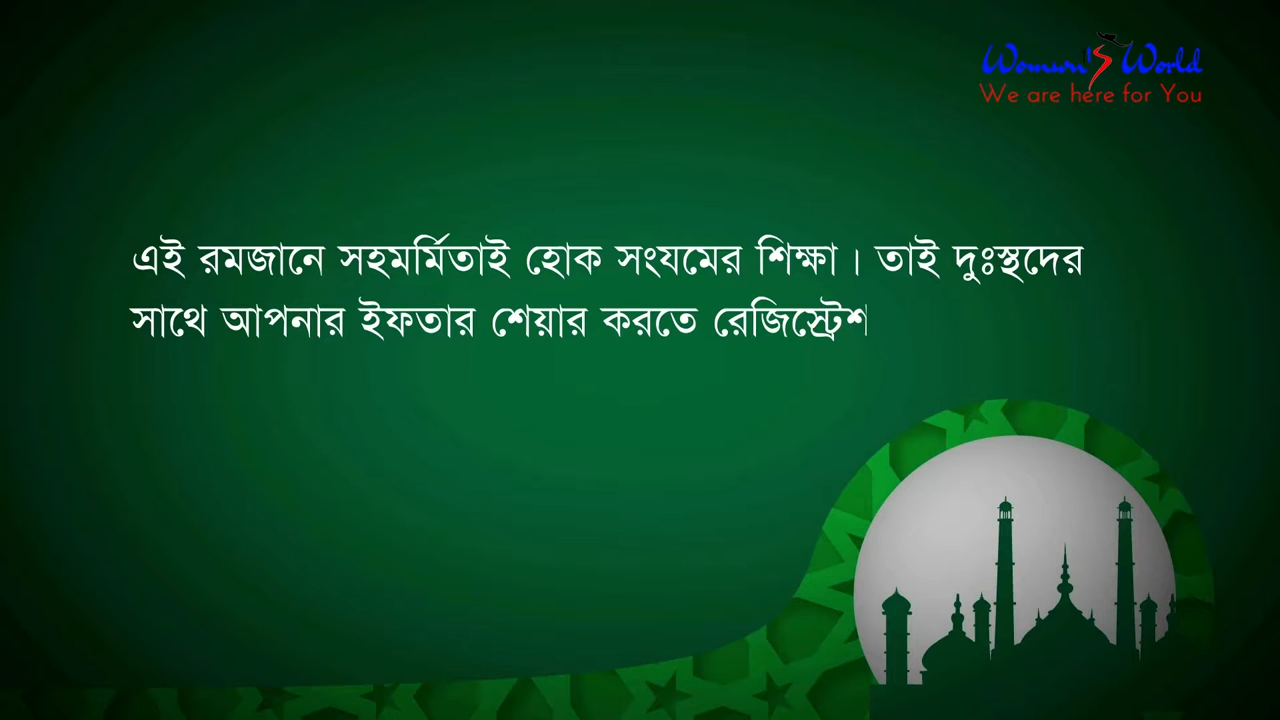 Women's World
We are here for You
এই রমজানে সহমর্মিতাই হোক সংযমের শিক্ষা। তাই দুঃস্থদের
সাথে আপনার ইফতার শেয়ার করতে রেজিস্ট্রেশ